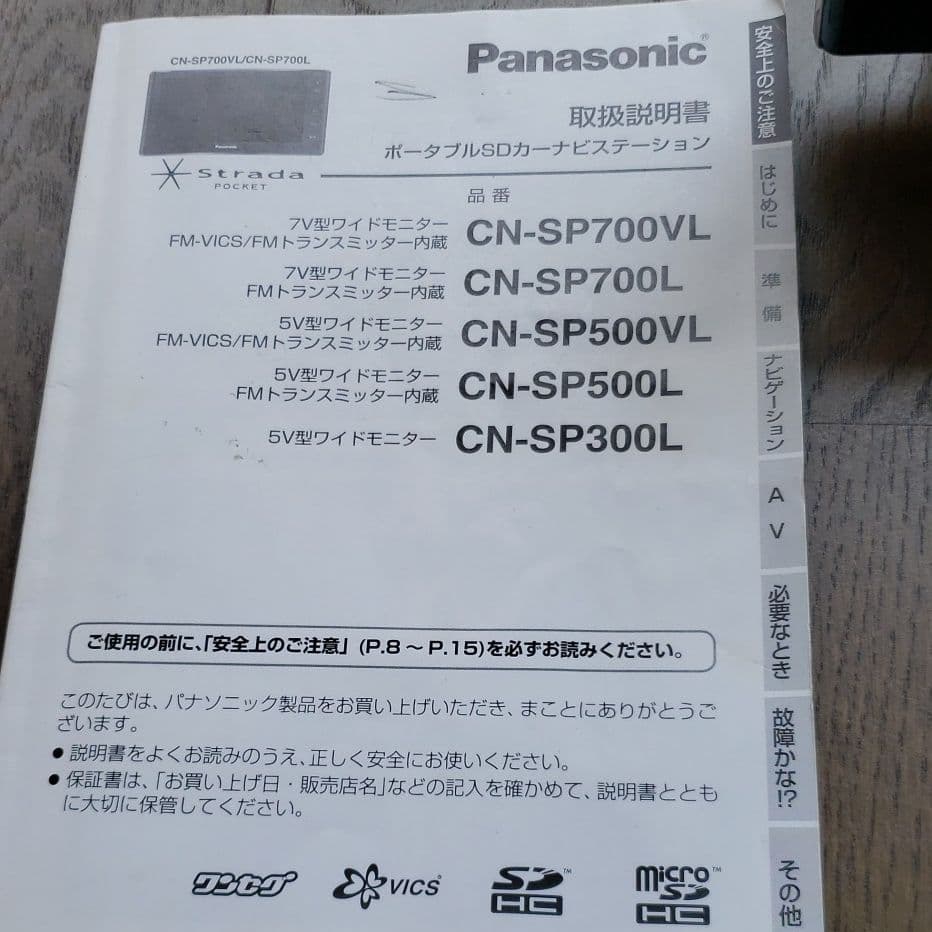 CN-SP700VL/CN-SP700L
Panasonic
Panasonic®
取扱説明書
ポータブルSDカーナビステーション
Strada
POCKET
品番
7V型ワイドモニター
FM-VICS/FMトランスミッター内蔵
CN-SP700VL
7V型ワイドモニター
FMトランスミッター内蔵
CN-SP700L
5V型ワイドモニター
FM-VICS/FMトランスミッター内蔵
CN-SP500VL
5V型ワイドモニター
FMトランスミッター内蔵
CN-SP500L
5V型ワイドモニター
CN-SP300L
ご使用の前に、「安全上のご注意」(P.8 ～ P.15)を必ずお読みください。
このたびは、パナソニック製品をお買い上げいただき、まことにありがとうご
ざいます。
● 説明書をよくお読みのうえ、正しく安全にお使いください。
● 保証書は、「お買い上げ日・販売店名」などの記入を確かめて、説明書ととも
に大切に保管してください。
ワンセグ
VICS®
SD™
HC
micro
SD™
HC
安全上のご注意
はじめに
準備
ナビゲーション
AV
必要なとき
故障かな!?
その他